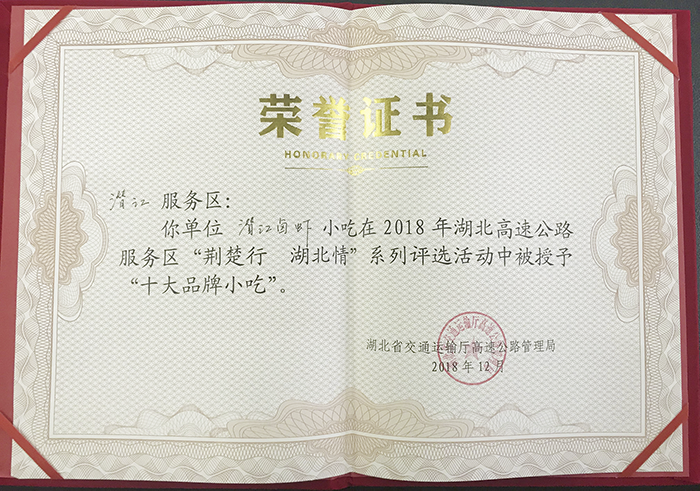 荣誉证书
HONORARY CREDENTIAL
潜江 服务区：
你单位 潜江卤虾 小吃在2018年湖北高速公路
服务区“荆楚行 湖北情”系列评选活动中被授予
“十大品牌小吃”。
湖北省交通运输厅高速公路管理局
2018年12月